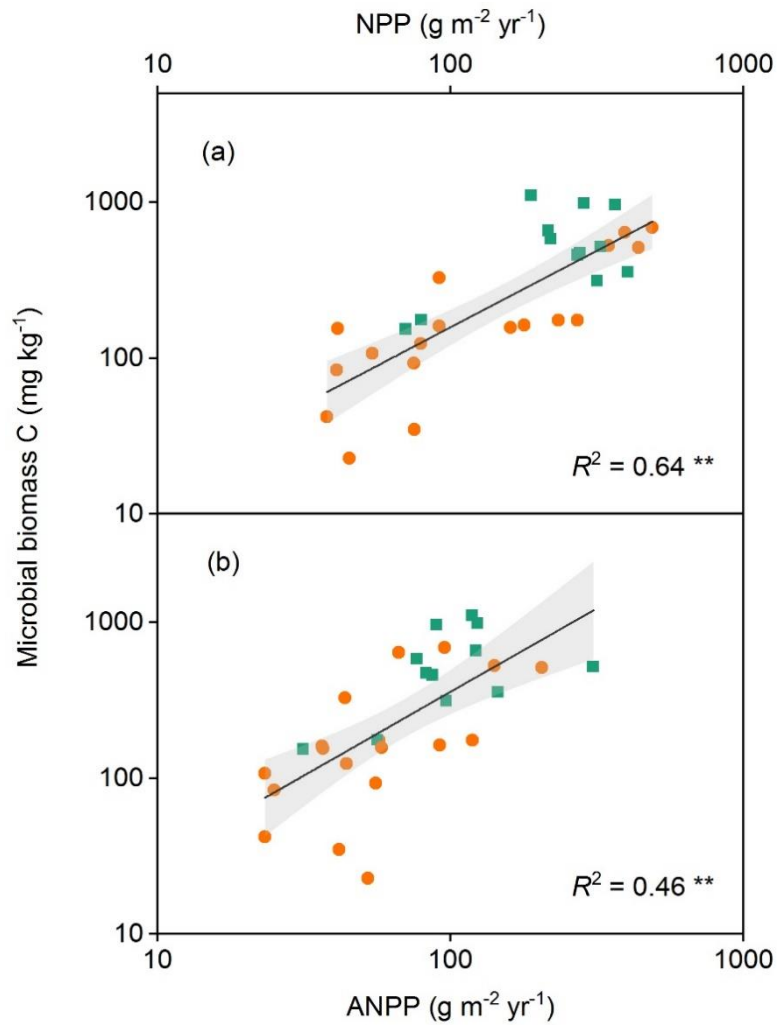 NPP (g m⁻² yr⁻¹)
10 100 1000
(a)
1000
100
R² = 0.64 **
10
Microbial biomass C (mg kg⁻¹)
(b)
1000
100
R² = 0.46 **
10
10 100 1000
ANPP (g m⁻² yr⁻¹)